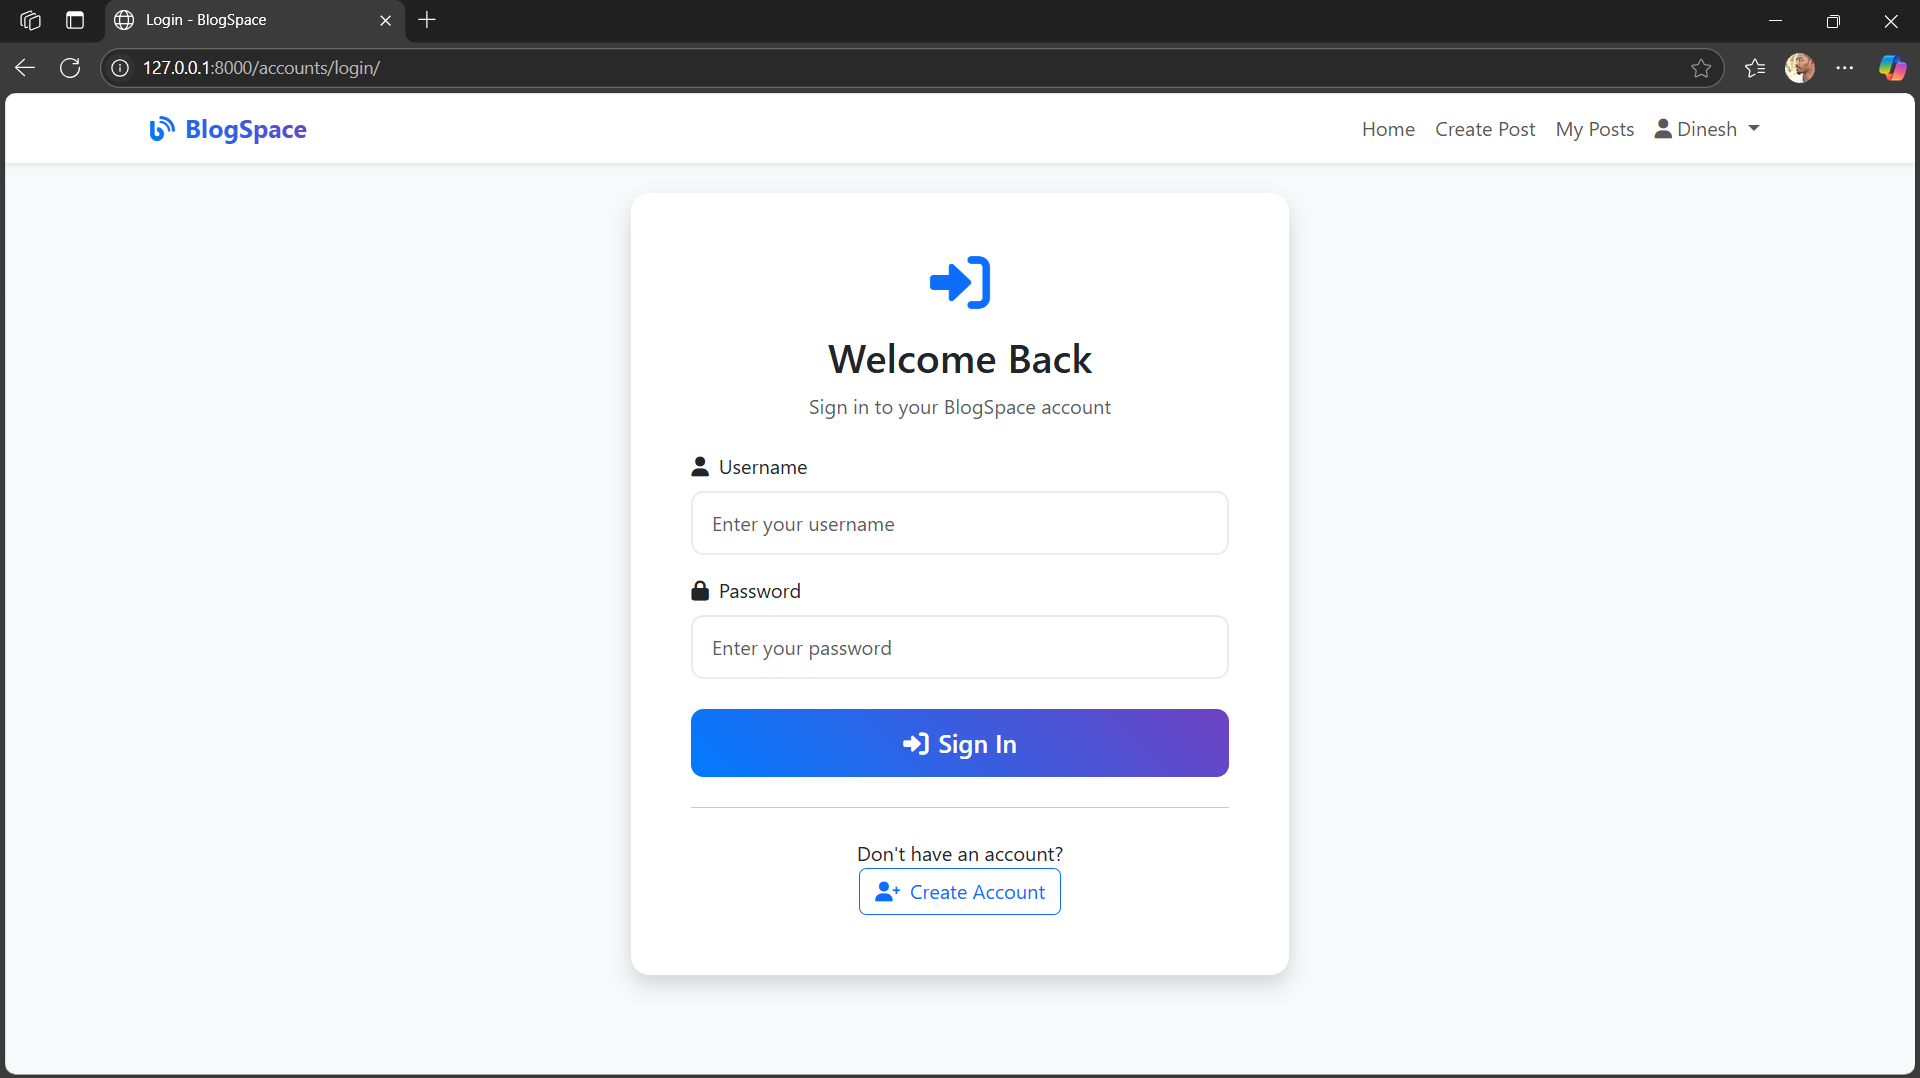 Login - BlogSpace
127.0.0.1:8000/accounts/login/
BlogSpace
Home Create Post My Posts Dinesh
Welcome Back
Sign in to your BlogSpace account
Username
Enter your username
Password
Enter your password
Sign In
Don't have an account?
Create Account